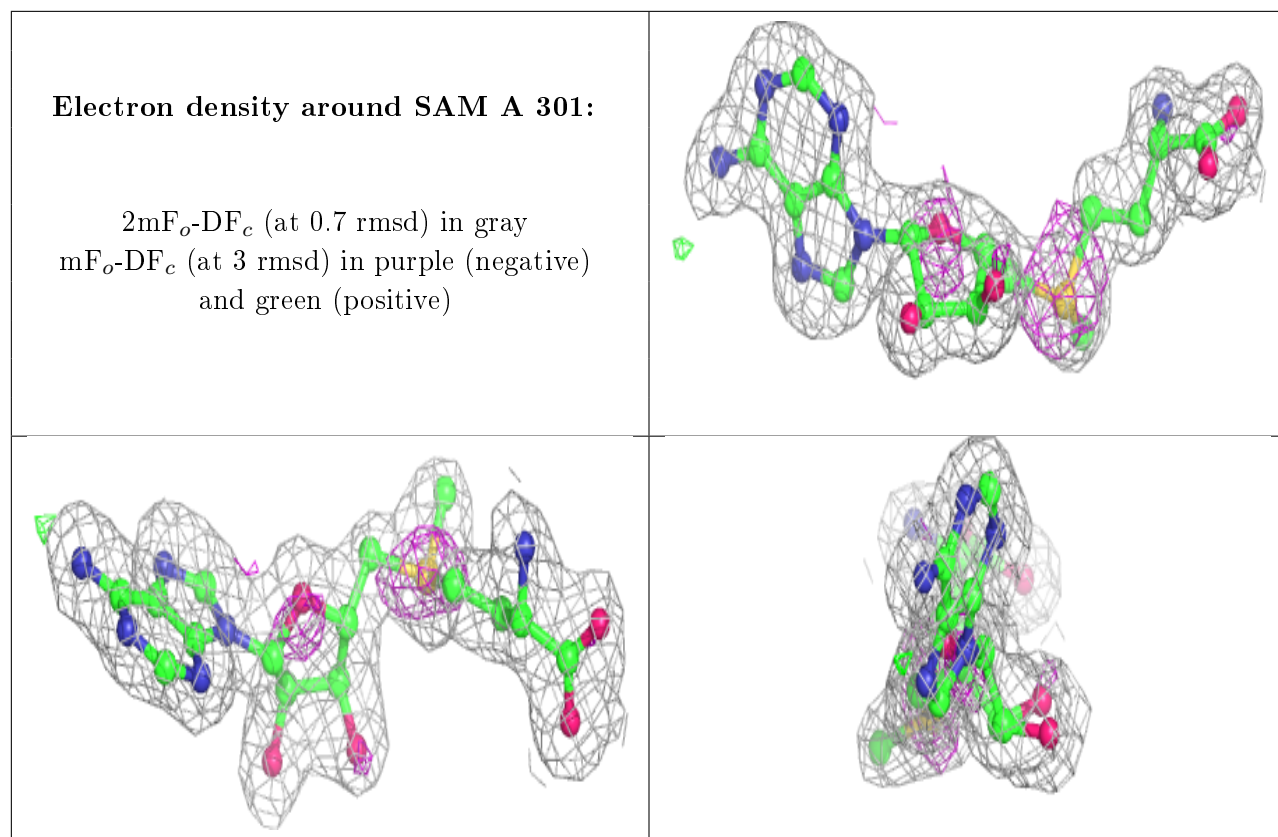 Electron density around SAM A 301:
2mFo-DFc (at 0.7 rmsd) in gray
mFo-DFc (at 3 rmsd) in purple (negative)
and green (positive)